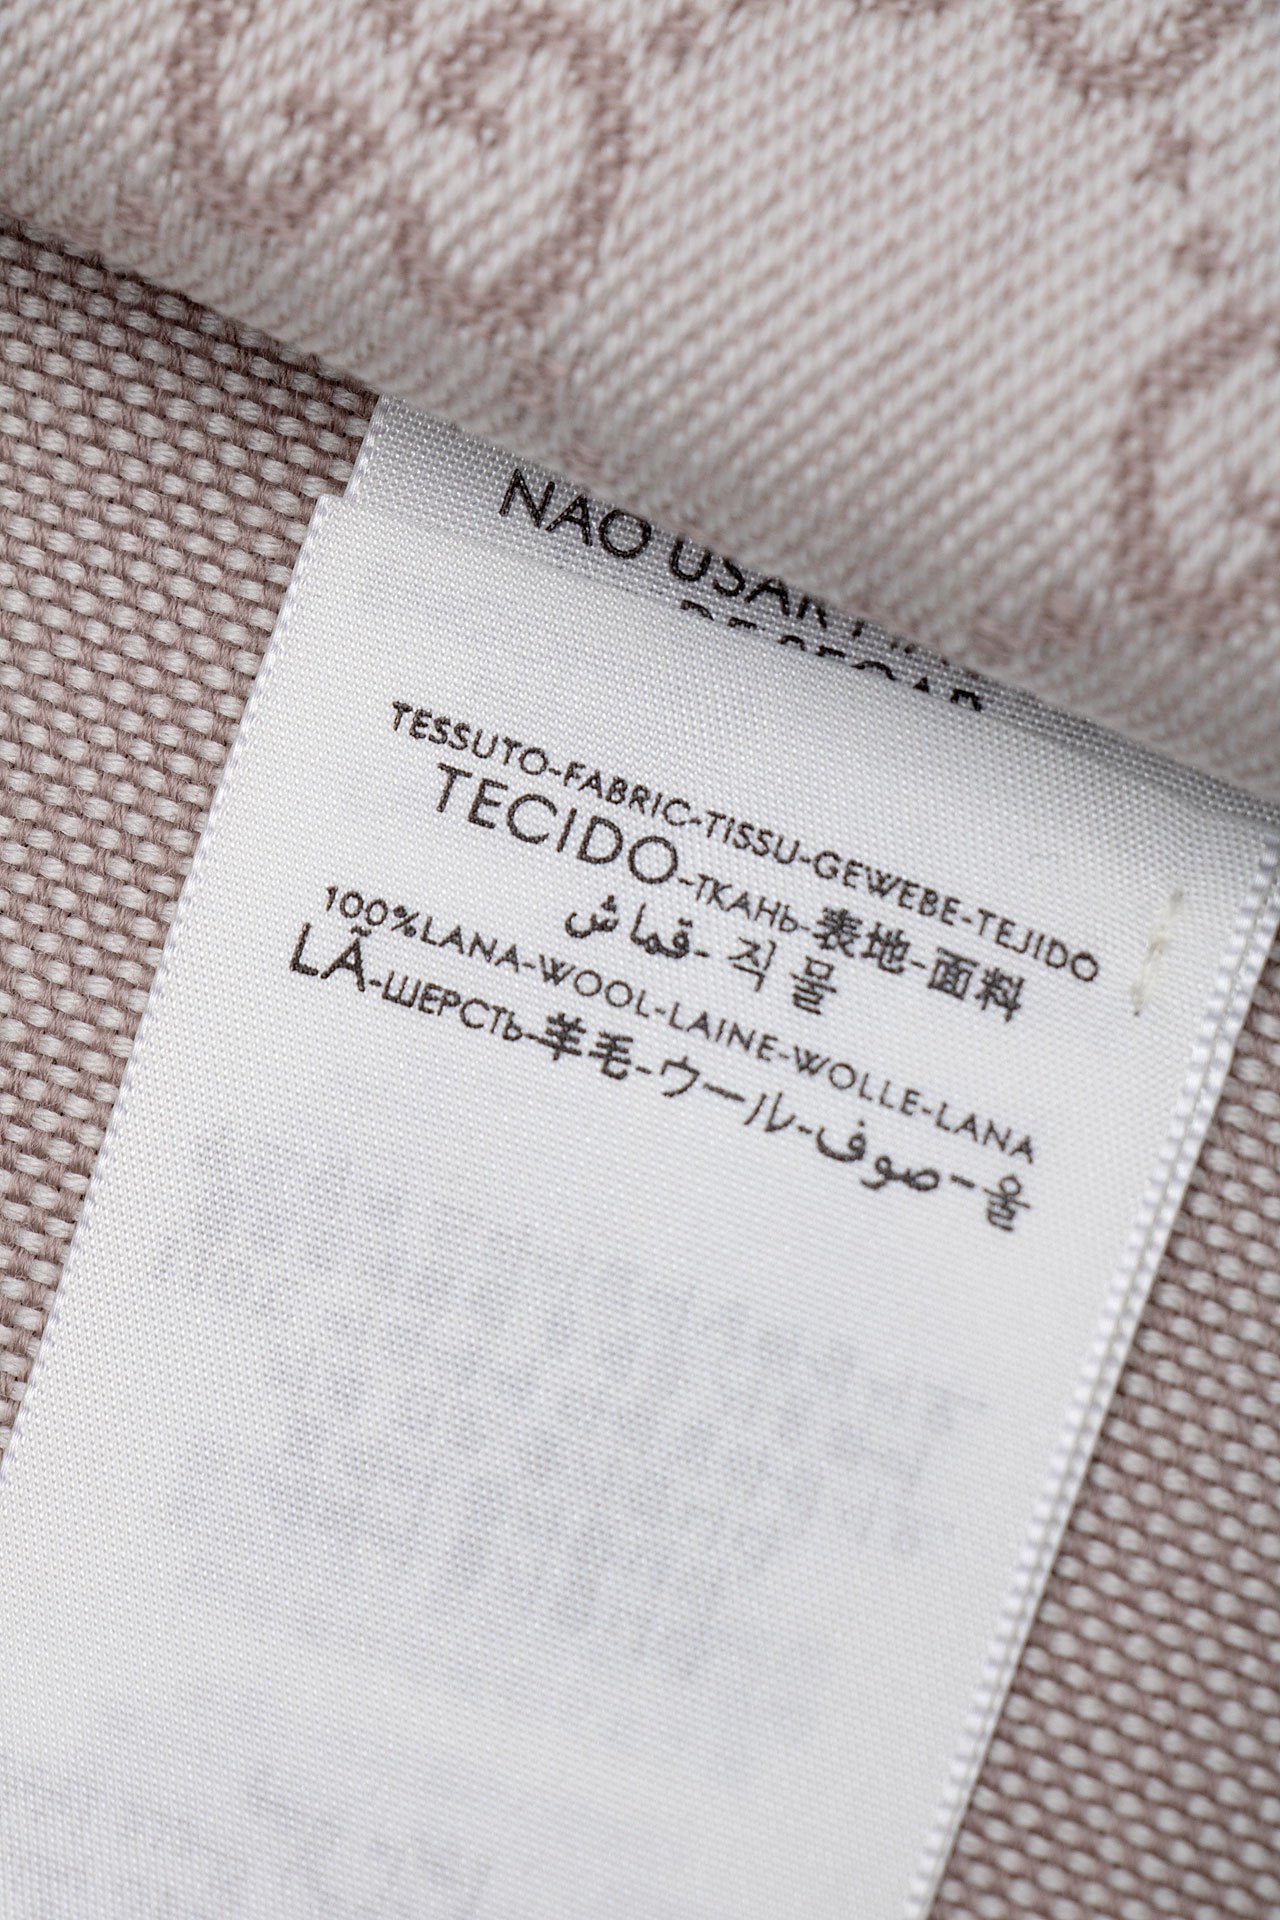 NAO USAR
TESSUTO-FABRIC-TISSU-GEWEBE-TEJIDO
TECIDO-ТКАНЬ-表地-面料
قماش-직물
100%LANA-WOOL-LAINE-WOLLE-LANA
LÃ-ШЕРСТЬ-羊毛-ウール-صوف-울